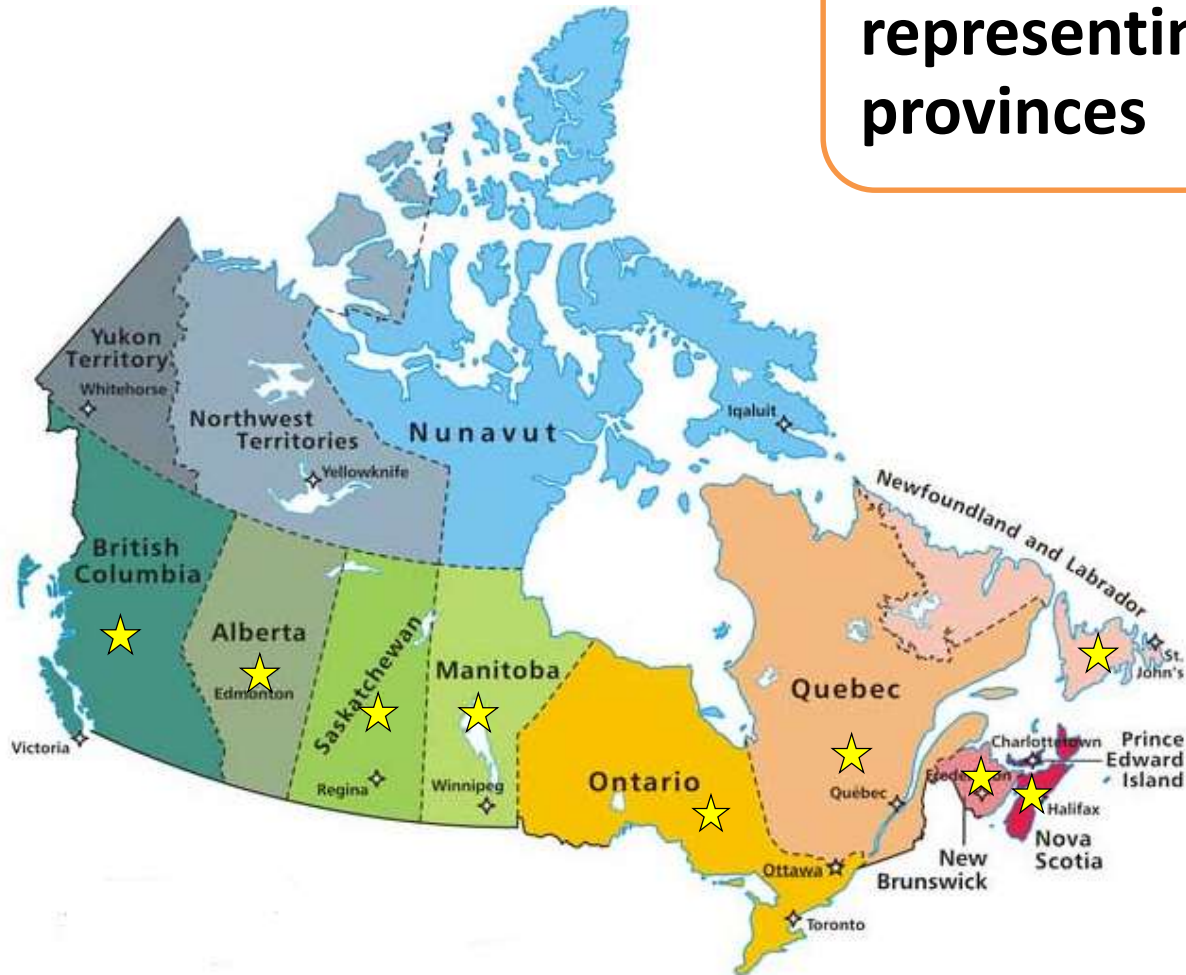 representin
provinces
Yukon
Territory
Whitehorse
Northwest
Territories
Yellowknife
Nunavut
Iqaluit
Newfoundland and Labrador
British
Columbia
Alberta
Edmonton
Saskatchewan
Manitoba
Quebec
St.
John's
Victoria
Regina
Winnipeg
Ontario
Québec
Charlottetown
Prince
Edward
Island
Halifax
Nova
Scotia
New
Brunswick
Ottawa
Toronto